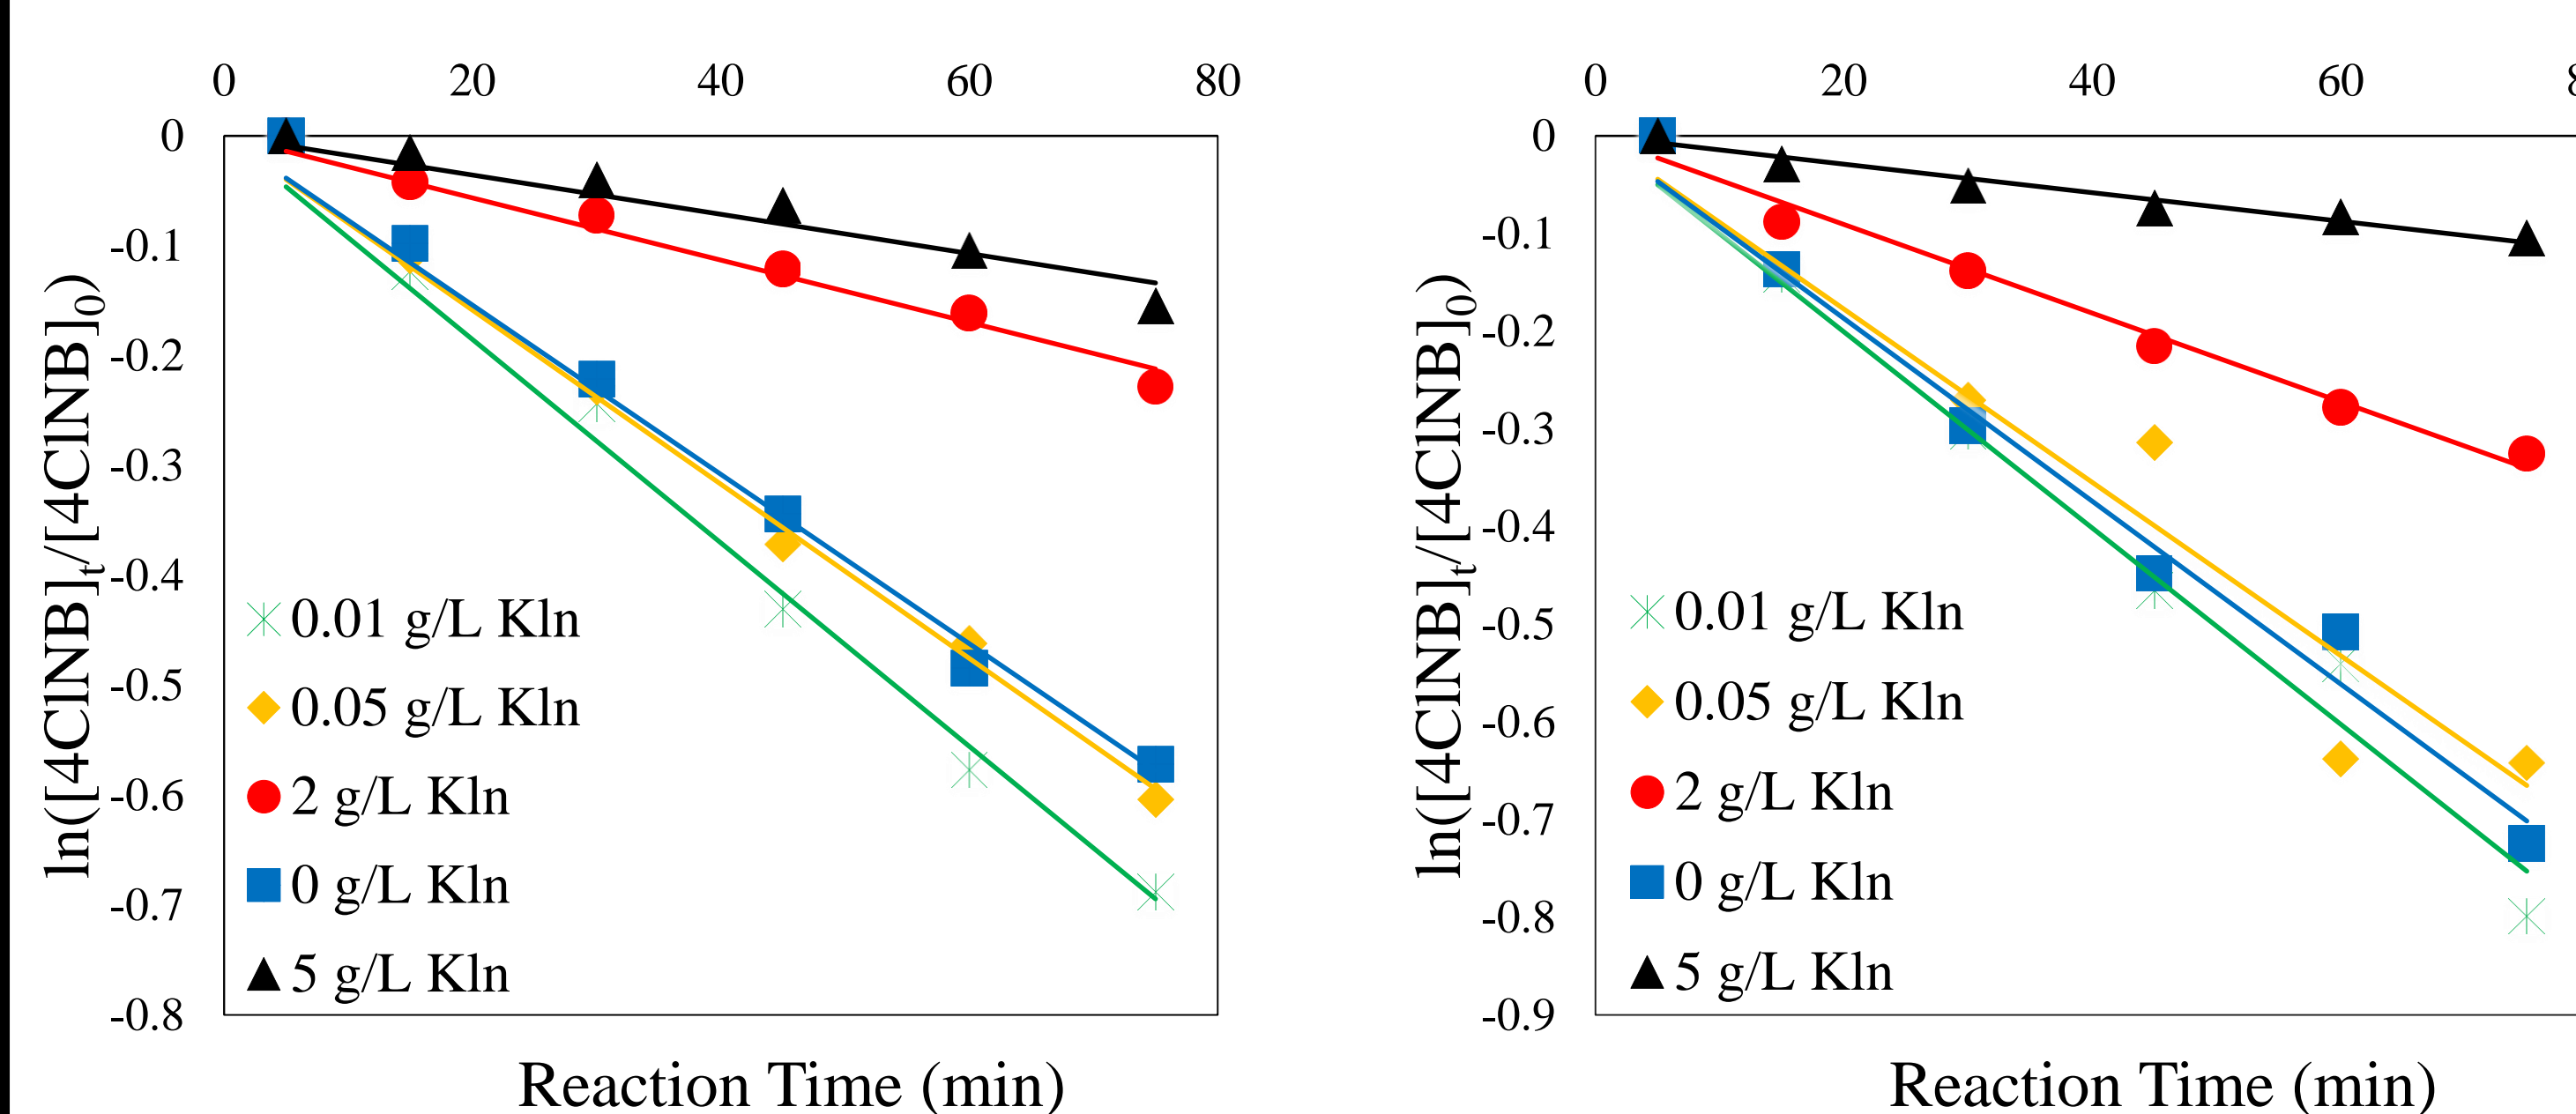 0 20 40 60 80
0
-0.1
-0.2
-0.3
-0.4
-0.5
-0.6
-0.7
-0.8
ln([4ClNB]t/[4ClNB]0)
0.01 g/L Kln
0.05 g/L Kln
2 g/L Kln
0 g/L Kln
5 g/L Kln
Reaction Time (min)
0 20 40 60 8
0
-0.1
-0.2
-0.3
-0.4
-0.5
-0.6
-0.7
-0.8
-0.9
ln([4ClNB]t/[4ClNB]0)
0.01 g/L Kln
0.05 g/L Kln
2 g/L Kln
0 g/L Kln
5 g/L Kln
Reaction Time (min)